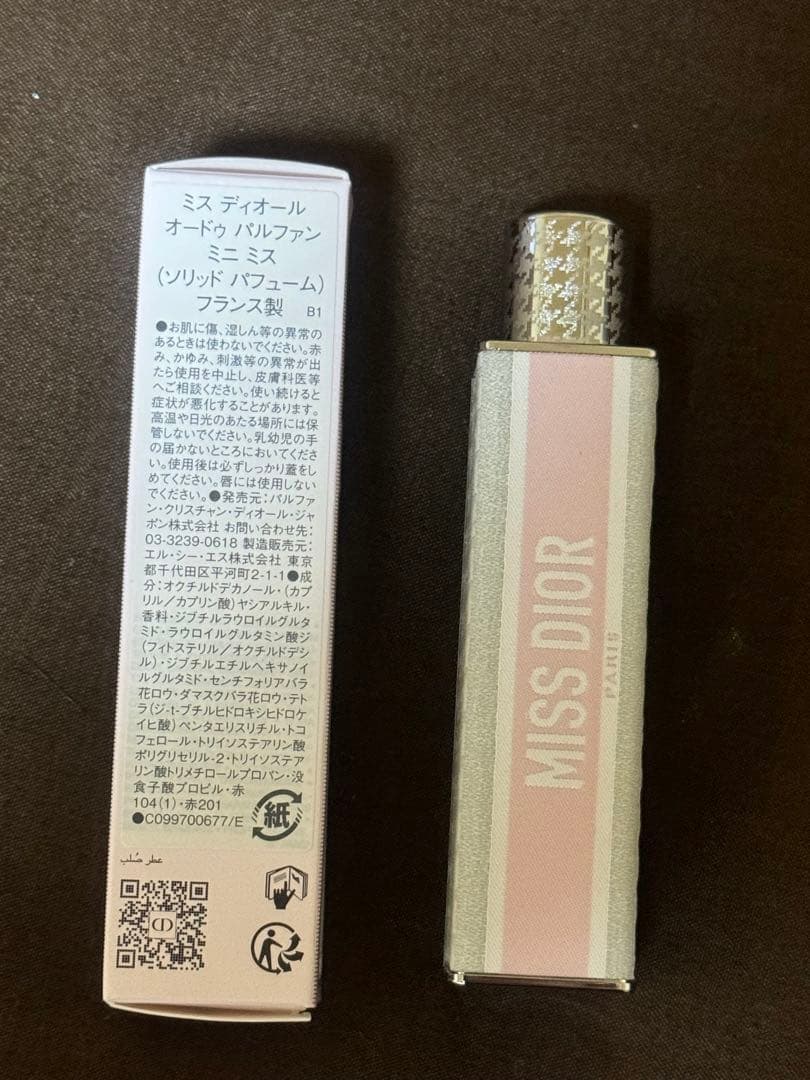 ミス ディオール
オードゥ パルファン
ミニ ミス
(ソリッド パフューム)
フランス製 B1
●お肌に傷、湿しん等の異常の
あるときは使わないでください。赤
み、かゆみ、刺激等の異常が出
たら使用を中止し、皮膚科医等
へご相談ください。使い続けると
症状が悪化することがあります。
高温や日光のあたる場所には保
管しないでください。乳幼児の手
の届かないところにおいてくださ
い。使用後は必ずしっかり蓋をし
めてください。唇には使用しない
でください。●発売元:パルファ
ン・クリスチャン・ディオール・ジャ
ポン株式会社 お問い合わせ先:
03-3239-0618 製造販売元:
エル・シー・エス株式会社 東京
都千代田区平河町2-1-1●成
分:オクチルドデカノール・(カプ
リル/カプリン酸)ヤシアルキル・
香料・ジブチルラウロイルグルタ
ミド・ラウロイルグルタミン酸ジ
(フィトステリル/オクチルドデシ
ル)・ジブチルエチルヘキサノイ
ルグルタミド・センチフォリアバラ
花ロウ・ダマスクバラ花ロウ・テト
ラ(ジ-t-ブチルヒドロキシヒドロケ
イヒ酸)ペンタエリスリチル・トコ
フェロール・トリイソステアリン酸
ポリグリセリル-2・トリイソステア
リン酸トリメチロールプロパン・没
食子酸プロピル・赤
104(1)・赤201
●C099700677/E
紙
عطر صُلب
CD
MISS DIOR
PARIS